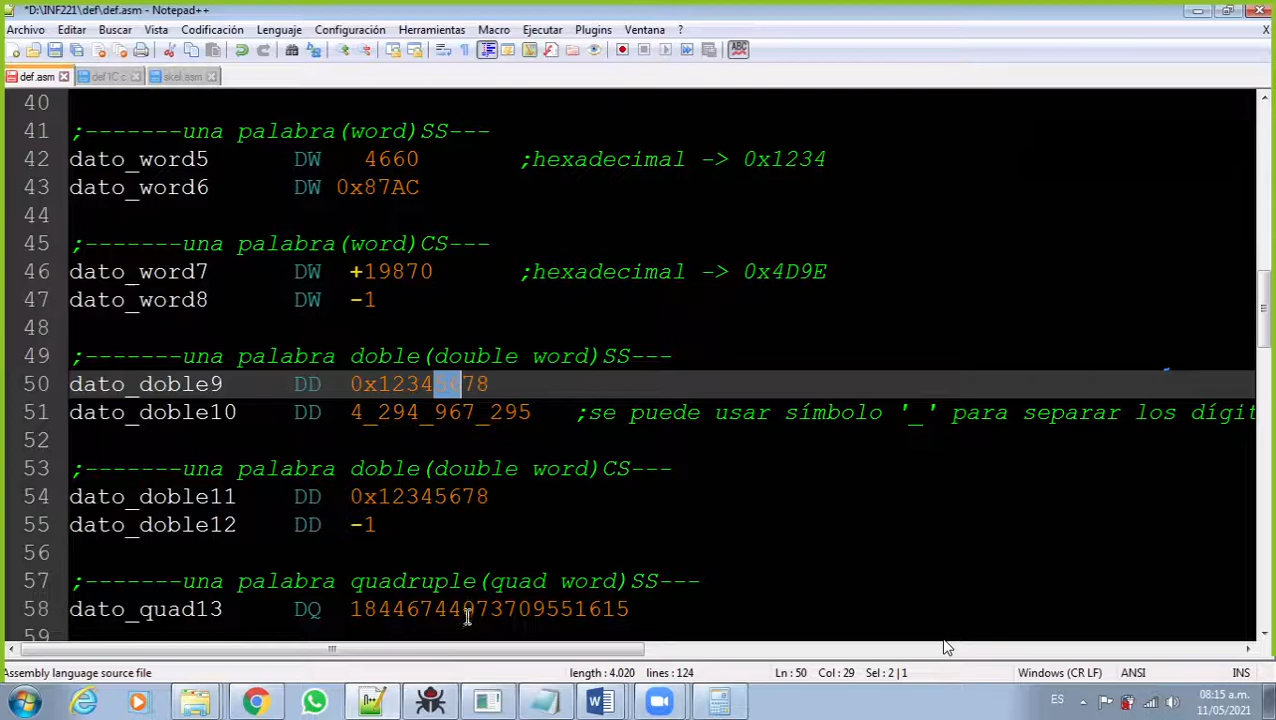 *D:\INF221\def\def.asm - Notepad++
Archivo Editar Buscar Vista Codificación Lenguaje Configuración Herramientas Macro Ejecutar Plugins Ventana ? X
ABC
def.asm def1C.c skel.asm
40
41 ;-------una palabra(word)SS---
42 dato_word5 DW 4660 ;hexadecimal -> 0x1234
43 dato_word6 DW 0x87AC
44
45 ;-------una palabra(word)CS---
46 dato_word7 DW +19870 ;hexadecimal -> 0x4D9E
47 dato_word8 DW -1
48
49 ;-------una palabra doble(double word)SS---
50 dato_doble9 DD 0x12345678
51 dato_doble10 DD 4_294_967_295 ;se puede usar símbolo '_' para separar los dígit
52
53 ;-------una palabra doble(double word)CS---
54 dato_doble11 DD 0x12345678
55 dato_doble12 DD -1
56
57 ;-------una palabra quadruple(quad word)SS---
58 dato_quad13 DQ 18446744073709551615
59
Assembly language source file length : 4.020 lines : 124 Ln : 50 Col : 29 Sel : 2 | 1 Windows (CR LF) ANSI INS
ES 08:15 a.m.
11/05/2021